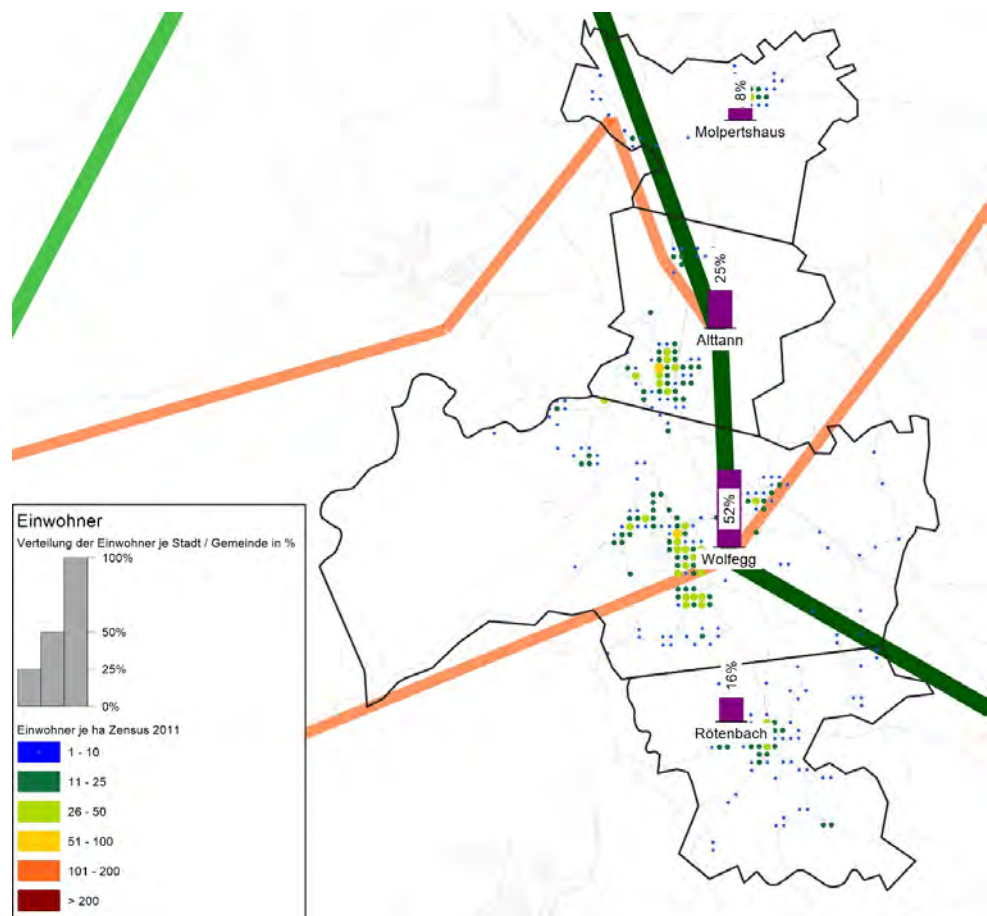 8%
Molpertshaus
25%
Alttann
52%
Wolfegg
16%
Rötenbach
Einwohner
Verteilung der Einwohner je Stadt / Gemeinde in %
100%
50%
25%
0%
Einwohner je ha Zensus 2011
1 - 10
11 - 25
26 - 50
51 - 100
101 - 200
> 200